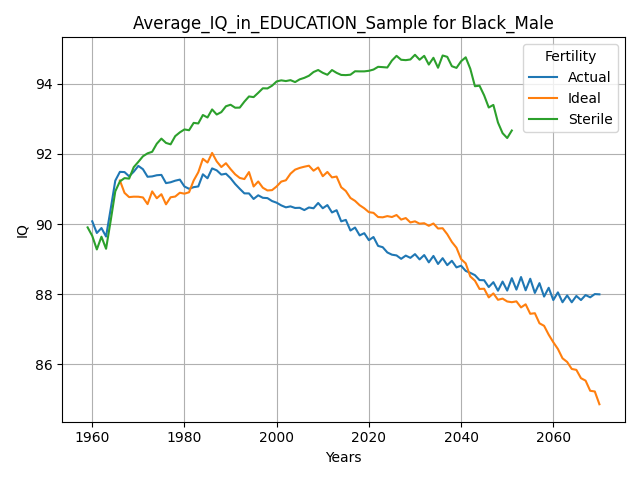 Average_IQ_in_EDUCATION_Sample for Black_Male
Fertility
Actual
Ideal
Sterile
IQ
94
92
90
88
86
1960
1980
2000
2020
2040
2060
Years